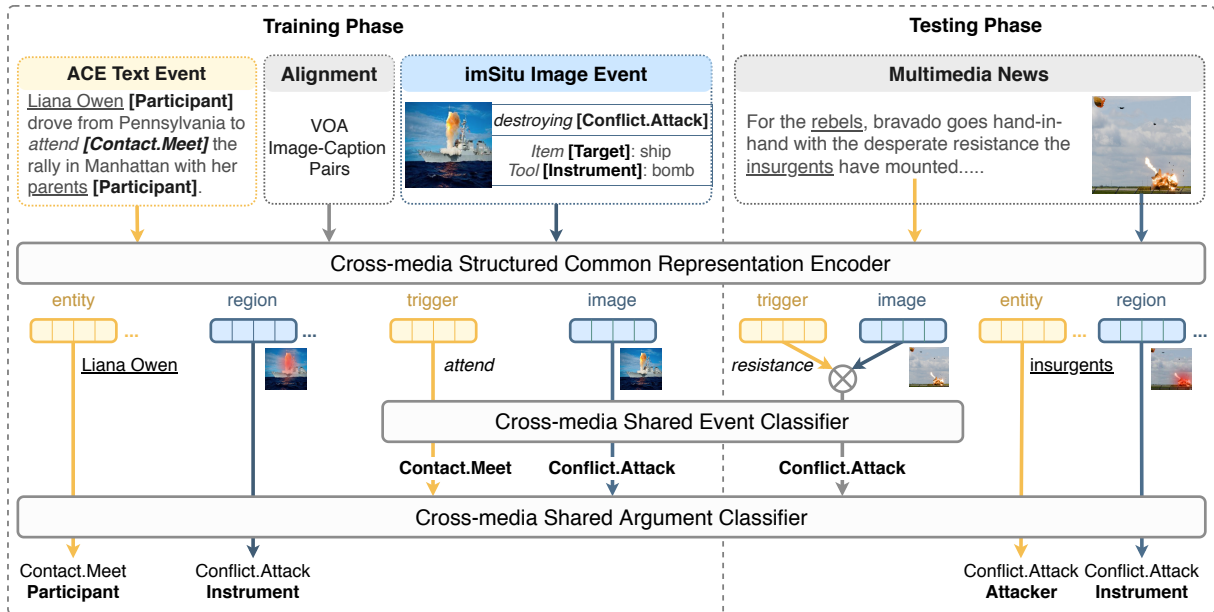 Training Phase
Testing Phase
ACE Text Event
Liana Owen [Participant]
drove from Pennsylvania to
attend [Contact.Meet] the
rally in Manhattan with her
parents [Participant].
Alignment
VOA
Image-Caption
Pairs
imSitu Image Event
destroying [Conflict.Attack]
Item [Target]: ship
Tool [Instrument]: bomb
Multimedia News
For the rebels, bravado goes hand-in-
hand with the desperate resistance the
insurgents have mounted.....
Cross-media Structured Common Representation Encoder
entity
region
trigger
image
trigger
image
entity
region
...
...
...
...
Liana Owen
attend
resistance
insurgents
Cross-media Shared Event Classifier
Contact.Meet
Conflict.Attack
Conflict.Attack
Cross-media Shared Argument Classifier
Contact.Meet
Participant
Conflict.Attack
Instrument
Conflict.Attack
Attacker
Conflict.Attack
Instrument